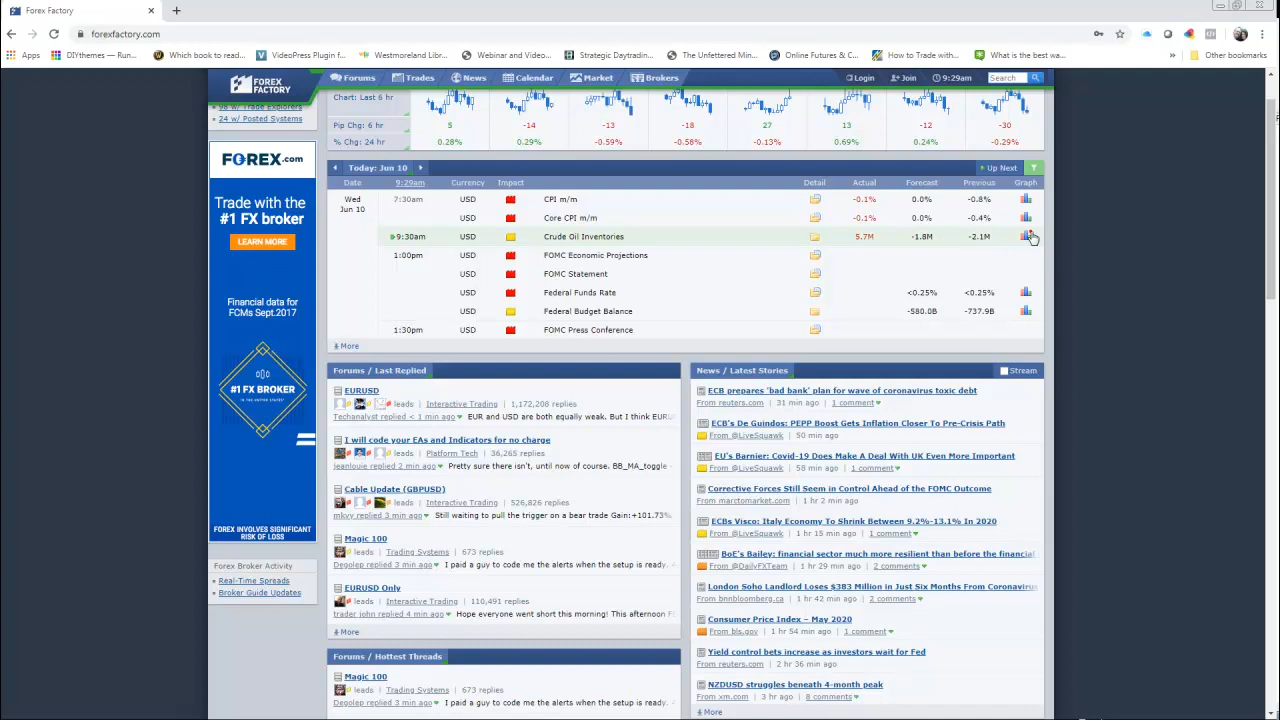 Forex Factory
forexfactory.com
Apps
DIYthemes — Run...
Which book to read...
VideoPress Plugin f...
Westmoreland Libr...
Webinar and Videot...
Strategic Daytradin...
The Unfettered Min...
Online Futures & C...
How to Trade with...
What is the best wa...
Other bookmarks
FOREX FACTORY
Forums
Trades
News
Calendar
Market
Brokers
Login
Join
9:29am
Search
98 w/ Trade Explorers
24 w/ Posted Systems
Chart: Last 6 hr
Pip Chg: 6 hr 5 -14 -13 -18 27 13 -12 -30
% Chg: 24 hr 0.28% 0.29% -0.59% -0.58% -0.13% 0.69% 0.24% -0.29%
FOREX.com
Trade with the
#1 FX broker
LEARN MORE
Financial data for
FCMs Sept.2017
#1 FX BROKER
IN THE UNITED STATES*
FOREX INVOLVES SIGNIFICANT
RISK OF LOSS
Forex Broker Activity
Real-Time Spreads
Broker Guide Updates
Today: Jun 10
Up Next
Date 9:29am Currency Impact Detail Actual Forecast Previous Graph
Wed
Jun 10
7:30am USD CPI m/m -0.1% 0.0% -0.8%
USD Core CPI m/m -0.1% 0.0% -0.4%
9:30am USD Crude Oil Inventories 5.7M -1.8M -2.1M
1:00pm USD FOMC Economic Projections
USD FOMC Statement
USD Federal Funds Rate <0.25% <0.25%
USD Federal Budget Balance -580.0B -737.9B
1:30pm USD FOMC Press Conference
More
Forums / Last Replied
EURUSD
leads | Interactive Trading | 1,172,208 replies
Techanalyst replied < 1 min ago EUR and USD are both equally weak. But I think EURU
I will code your EAs and Indicators for no charge
leads | Platform Tech | 36,265 replies
jeanlouie replied 2 min ago Pretty sure there isn't, until now of course. BB_MA_toggle
Cable Update (GBPUSD)
leads | Interactive Trading | 526,826 replies
mkvy replied 3 min ago Still waiting to pull the trigger on a bear trade Gain:+101.73%
Magic 100
leads | Trading Systems | 673 replies
Degolep replied 3 min ago I paid a guy to code me the alerts when the setup is ready.
EURUSD Only
leads | Interactive Trading | 110,491 replies
trader john replied 4 min ago Hope everyone went short this morning! This afternoon
More
Forums / Hottest Threads
Magic 100
leads | Trading Systems | 673 replies
Degolep replied 3 min ago I paid a guy to code me the alerts when the setup is ready.
News / Latest Stories
Stream
ECB prepares 'bad bank' plan for wave of coronavirus toxic debt
From reuters.com | 31 min ago | 1 comment
ECB's De Guindos: PEPP Boost Gets Inflation Closer To Pre-Crisis Path
From @LiveSquawk | 50 min
EU's Barnier: Covid-19 Does Make A Deal With UK Even More Important
From @LiveSquawk | 58 min ago | 1 comment
Corrective Forces Still Seem in Control Ahead of the FOMC Outcome
From marctomarket.com | 1 hr 2 min ago
ECBs Visco: Italy Economy To Shrink Between 9.2%-13.1% In 2020
From @LiveSquawk | 1 hr 15 min ago | 1 comment
BoE's Bailey: financial sector much more resilient than before the financial
From @DailyFXTeam | 1 hr 29 min ago | 2 comments
London Soho Landlord Loses $383 Million in Just Six Months From Coronavirus
From bnnbloomberg.ca | 1 hr 42 min ago | 2 comments
Consumer Price Index – May 2020
From bls.gov | 1 hr 54 min ago | 1 comment
Yield control bets increase as investors wait for Fed
From reuters.com | 2 hr 36 min ago
NZDUSD struggles beneath 4-month peak
From xm.com | 3 hr ago | 8 comments
More